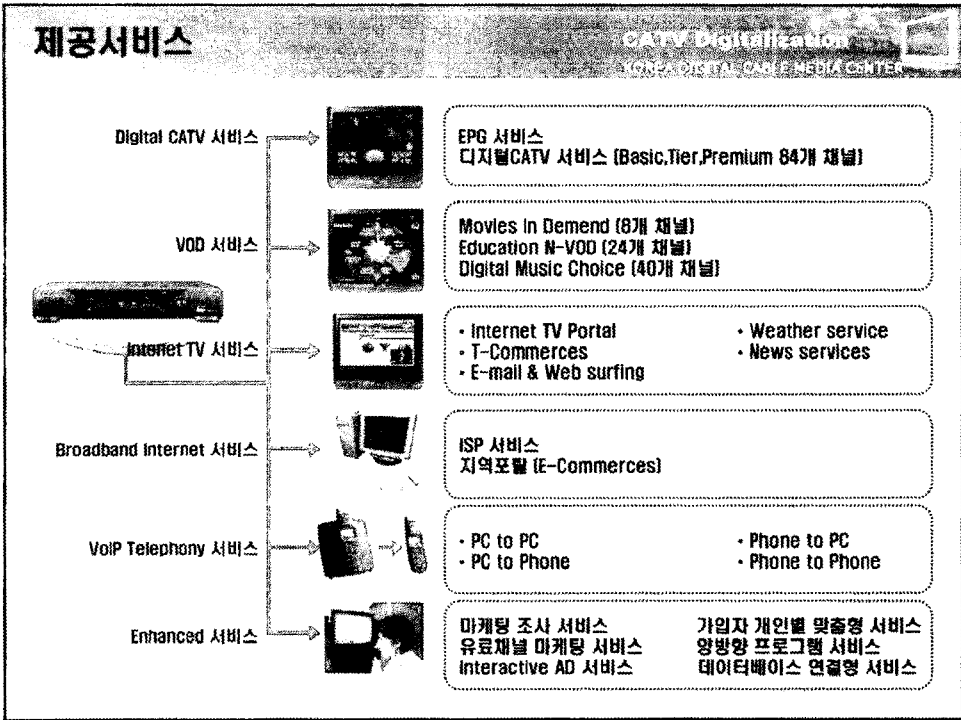 제공서비스
CATV Digitalization
KOREA DIGITAL CABLE MEDIA CENTER
Digital CATV 서비스
EPG 서비스
디지털CATV 서비스 (Basic,Tier,Premium 84개 채널)
VOD 서비스
Movies In Demend (8개 채널)
Education N-VOD (24개 채널)
Digital Music Choice (40개 채널)
Internet TV 서비스
· Internet TV Portal
· T-Commerces
· E-mail & Web surfing
· Weather service
· News services
Broadband Internet 서비스
ISP 서비스
지역포탈 (E-Commerces)
VoIP Telephony 서비스
· PC to PC
· PC to Phone
· Phone to PC
· Phone to Phone
Enhanced 서비스
마케팅 조사 서비스
유료채널 마케팅 서비스
Interactive AD 서비스
가입자 개인별 맞춤형 서비스
양방향 프로그램 서비스
데이터베이스 연결형 서비스